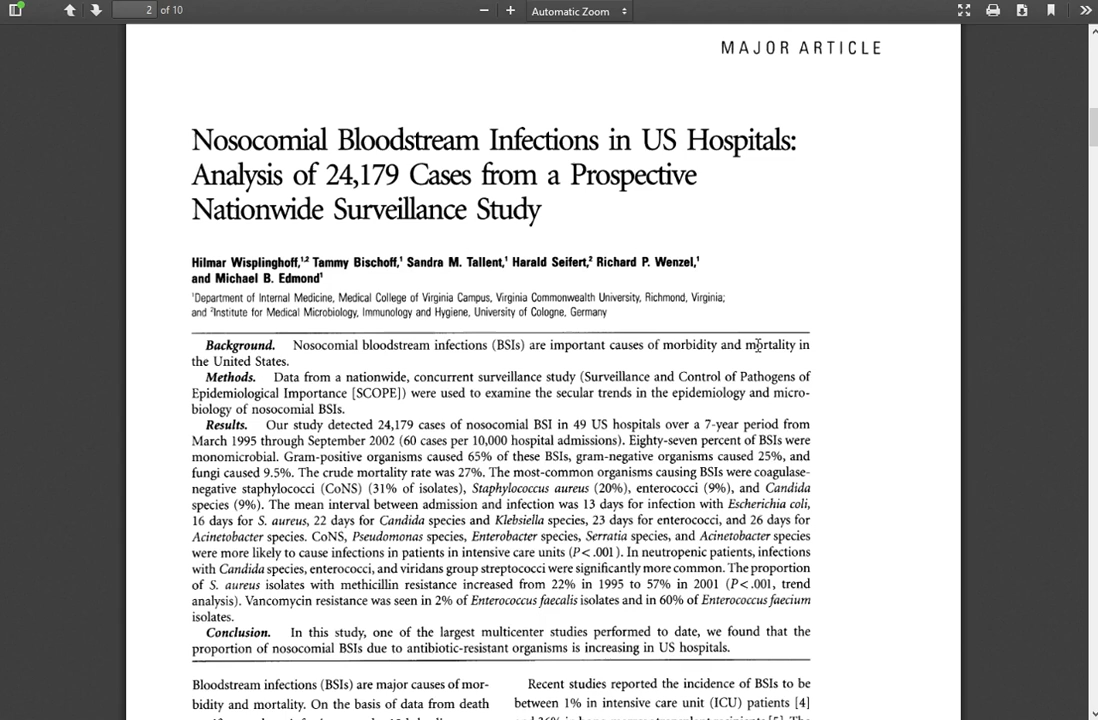 2 of 10
Automatic Zoom
MAJOR ARTICLE
Nosocomial Bloodstream Infections in US Hospitals:
Analysis of 24,179 Cases from a Prospective
Nationwide Surveillance Study
Hilmar Wisplinghoff,1,2 Tammy Bischoff,1 Sandra M. Tallent,1 Harald Seifert,2 Richard P. Wenzel,1
and Michael B. Edmond1
1Department of Internal Medicine, Medical College of Virginia Campus, Virginia Commonwealth University, Richmond, Virginia;
and 2Institute for Medical Microbiology, Immunology and Hygiene, University of Cologne, Germany
Background. Nosocomial bloodstream infections (BSIs) are important causes of morbidity and mortality in
the United States.
Methods. Data from a nationwide, concurrent surveillance study (Surveillance and Control of Pathogens of
Epidemiological Importance [SCOPE]) were used to examine the secular trends in the epidemiology and micro-
biology of nosocomial BSIs.
Results. Our study detected 24,179 cases of nosocomial BSI in 49 US hospitals over a 7-year period from
March 1995 through September 2002 (60 cases per 10,000 hospital admissions). Eighty-seven percent of BSIs were
monomicrobial. Gram-positive organisms caused 65% of these BSIs, gram-negative organisms caused 25%, and
fungi caused 9.5%. The crude mortality rate was 27%. The most-common organisms causing BSIs were coagulase-
negative staphylococci (CoNS) (31% of isolates), Staphylococcus aureus (20%), enterococci (9%), and Candida
species (9%). The mean interval between admission and infection was 13 days for infection with Escherichia coli,
16 days for S. aureus, 22 days for Candida species and Klebsiella species, 23 days for enterococci, and 26 days for
Acinetobacter species. CoNS, Pseudomonas species, Enterobacter species, Serratia species, and Acinetobacter species
were more likely to cause infections in patients in intensive care units (P<.001). In neutropenic patients, infections
with Candida species, enterococci, and viridans group streptococci were significantly more common. The proportion
of S. aureus isolates with methicillin resistance increased from 22% in 1995 to 57% in 2001 (P<.001, trend
analysis). Vancomycin resistance was seen in 2% of Enterococcus faecalis isolates and in 60% of Enterococcus faecium
isolates.
Conclusion. In this study, one of the largest multicenter studies performed to date, we found that the
proportion of nosocomial BSIs due to antibiotic-resistant organisms is increasing in US hospitals.
Bloodstream infections (BSIs) are major causes of mor-
bidity and mortality. On the basis of data from death
Recent studies reported the incidence of BSIs to be
between 1% in intensive care unit (ICU) patients [4]